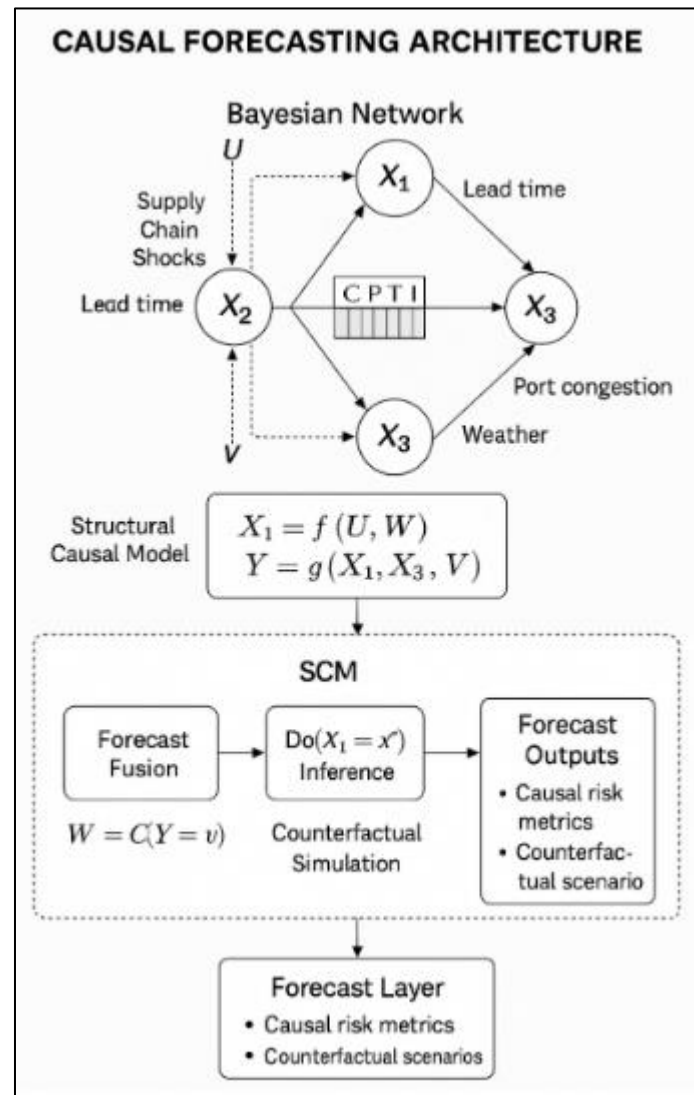 CAUSAL FORECASTING ARCHITECTURE
Bayesian Network
U
X₁
Lead time
Supply
Chain
Shocks
Lead time
X₂
C P T I
X₃
Port congestion
V
X₃
Weather
Structural
Causal Model
X₁ = f (U, W)
Y = g (X₁, X₃, V)
SCM
Forecast
Fusion
W = C(Y = v)
Do(X₁ = x′)
Inference
Counterfactual
Simulation
Forecast
Outputs
• Causal risk
metrics
• Counterfac-
tual scenario
Forecast Layer
• Causal risk metrics
• Counterfactual scenarios